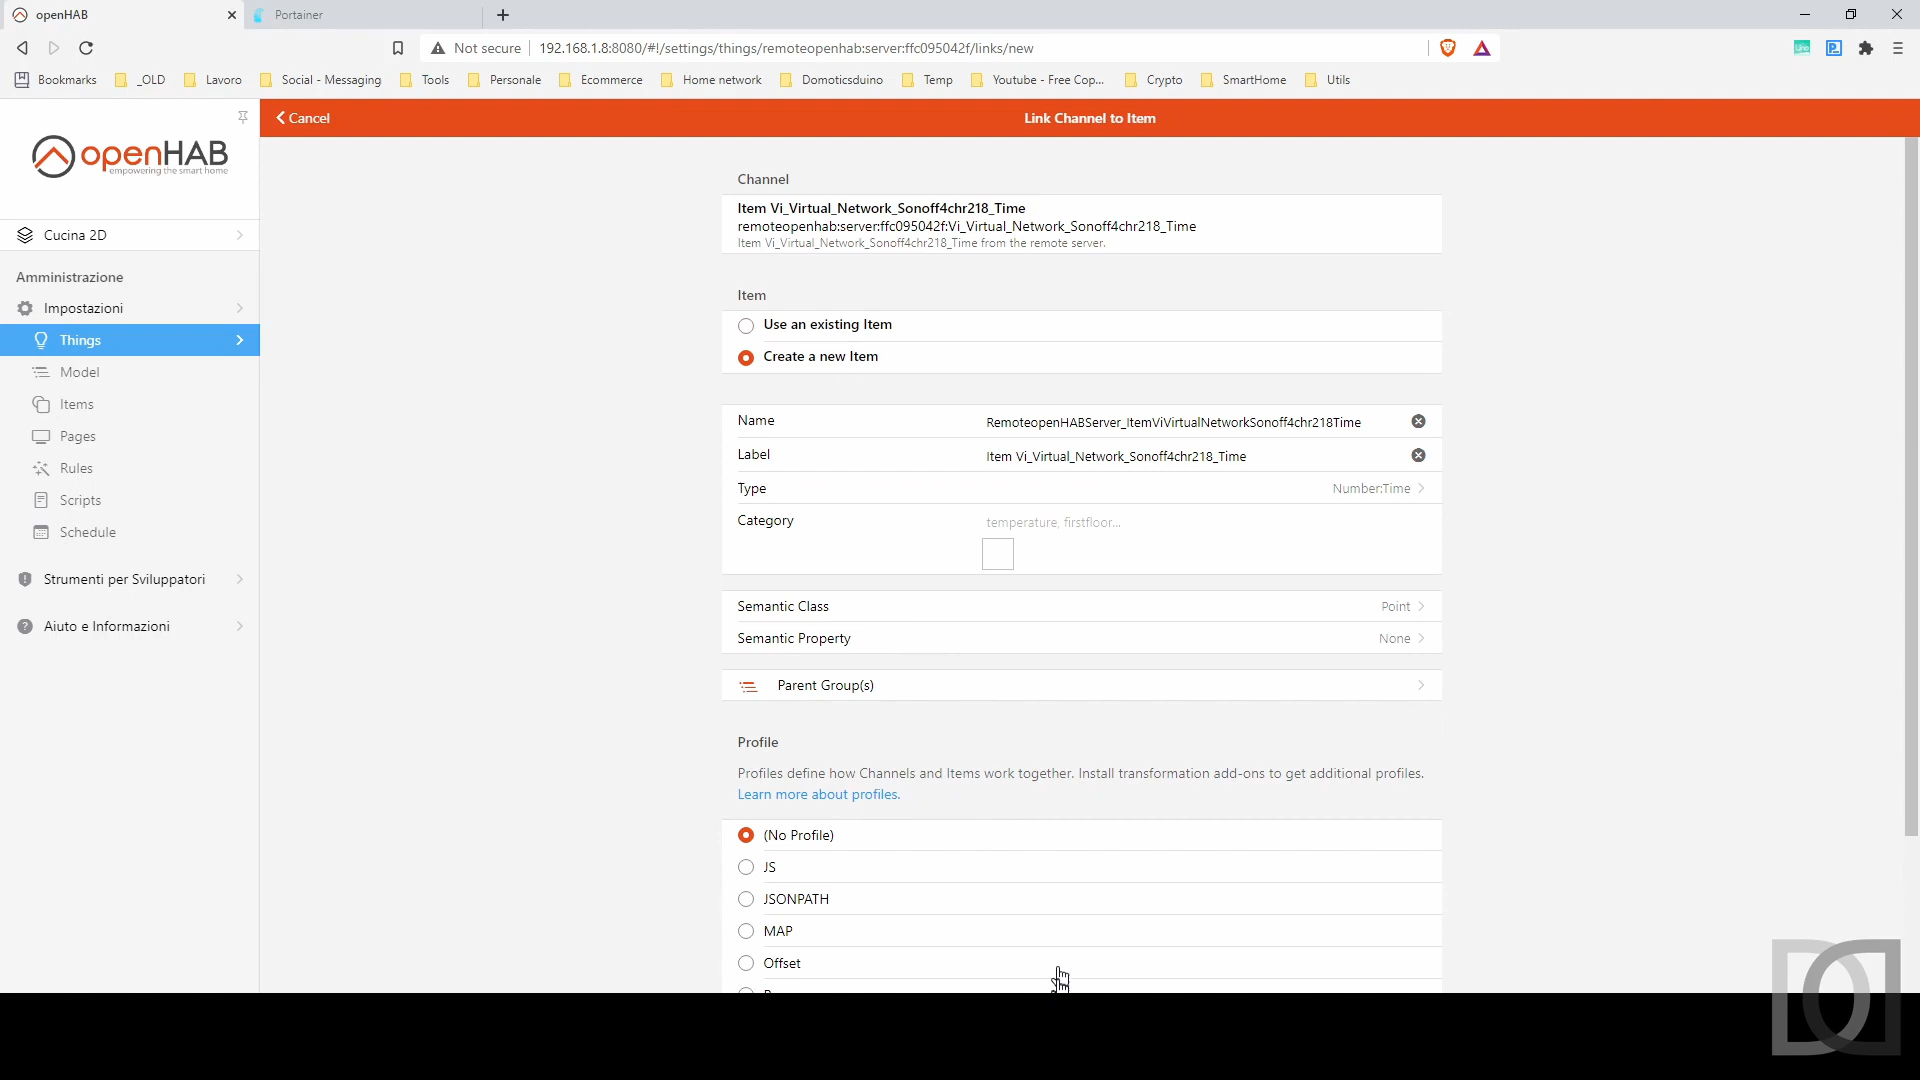 openHAB
Portainer
Not secure
192.168.1.8:8080/#!/settings/things/remoteopenhab:server:ffc095042f/links/new
Bookmarks
_OLD
Lavoro
Social - Messaging
Tools
Personale
Ecommerce
Home network
Domoticsduino
Temp
Youtube - Free Cop...
Crypto
SmartHome
Utils
Cancel
Link Channel to Item
openHAB
empowering the smart home
Cucina 2D
Amministrazione
Impostazioni
Things
Model
Items
Pages
Rules
Scripts
Schedule
Strumenti per Sviluppatori
Aiuto e Informazioni
Channel
Item Vi_Virtual_Network_Sonoff4chr218_Time
remoteopenhab:server:ffc095042f:Vi_Virtual_Network_Sonoff4chr218_Time
Item Vi_Virtual_Network_Sonoff4chr218_Time from the remote server.
Item
Use an existing Item
Create a new Item
Name RemoteopenHABServer_ItemViVirtualNetworkSonoff4chr218Time
Label Item Vi_Virtual_Network_Sonoff4chr218_Time
Type Number:Time
Category temperature, firstfloor...
Semantic Class Point
Semantic Property None
Parent Group(s)
Profile
Profiles define how Channels and Items work together. Install transformation add-ons to get additional profiles.
Learn more about profiles.
(No Profile)
JS
JSONPATH
MAP
Offset